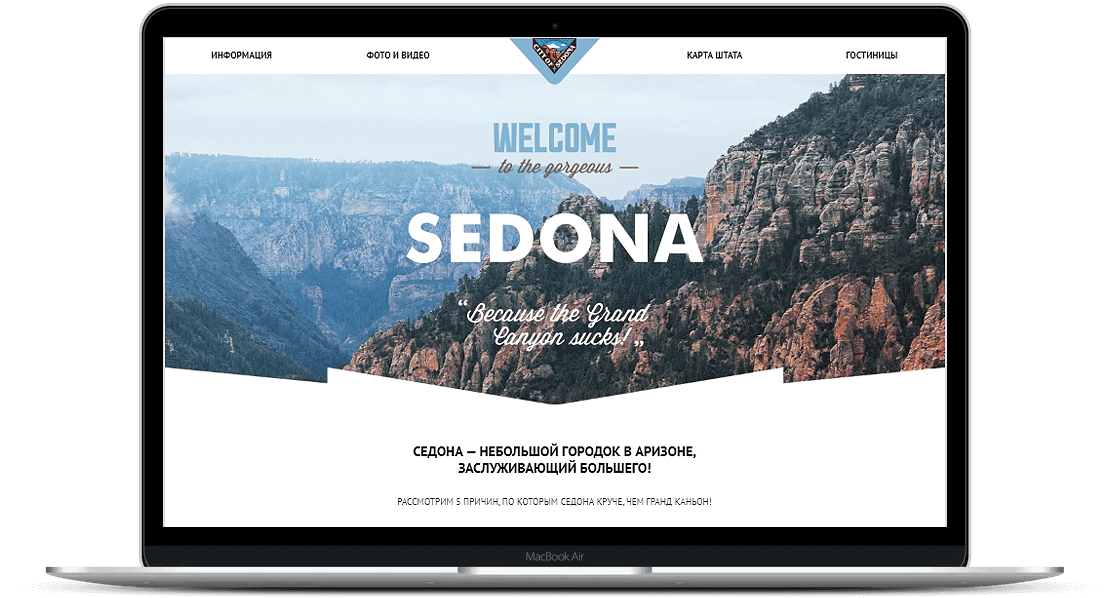 ИНФОРМАЦИЯ
ФОТО И ВИДЕО
CITY OF SEDONA
КАРТА ШТАТА
ГОСТИНИЦЫ
WELCOME
— to the gorgeous —
SEDONA
“Because the Grand
Canyon sucks! „
СЕДОНА — НЕБОЛЬШОЙ ГОРОДОК В АРИЗОНЕ,
ЗАСЛУЖИВАЮЩИЙ БОЛЬШЕГО!
РАССМОТРИМ 5 ПРИЧИН, ПО КОТОРЫМ СЕДОНА КРУЧЕ, ЧЕМ ГРАНД КАНЬОН!
MacBook Air